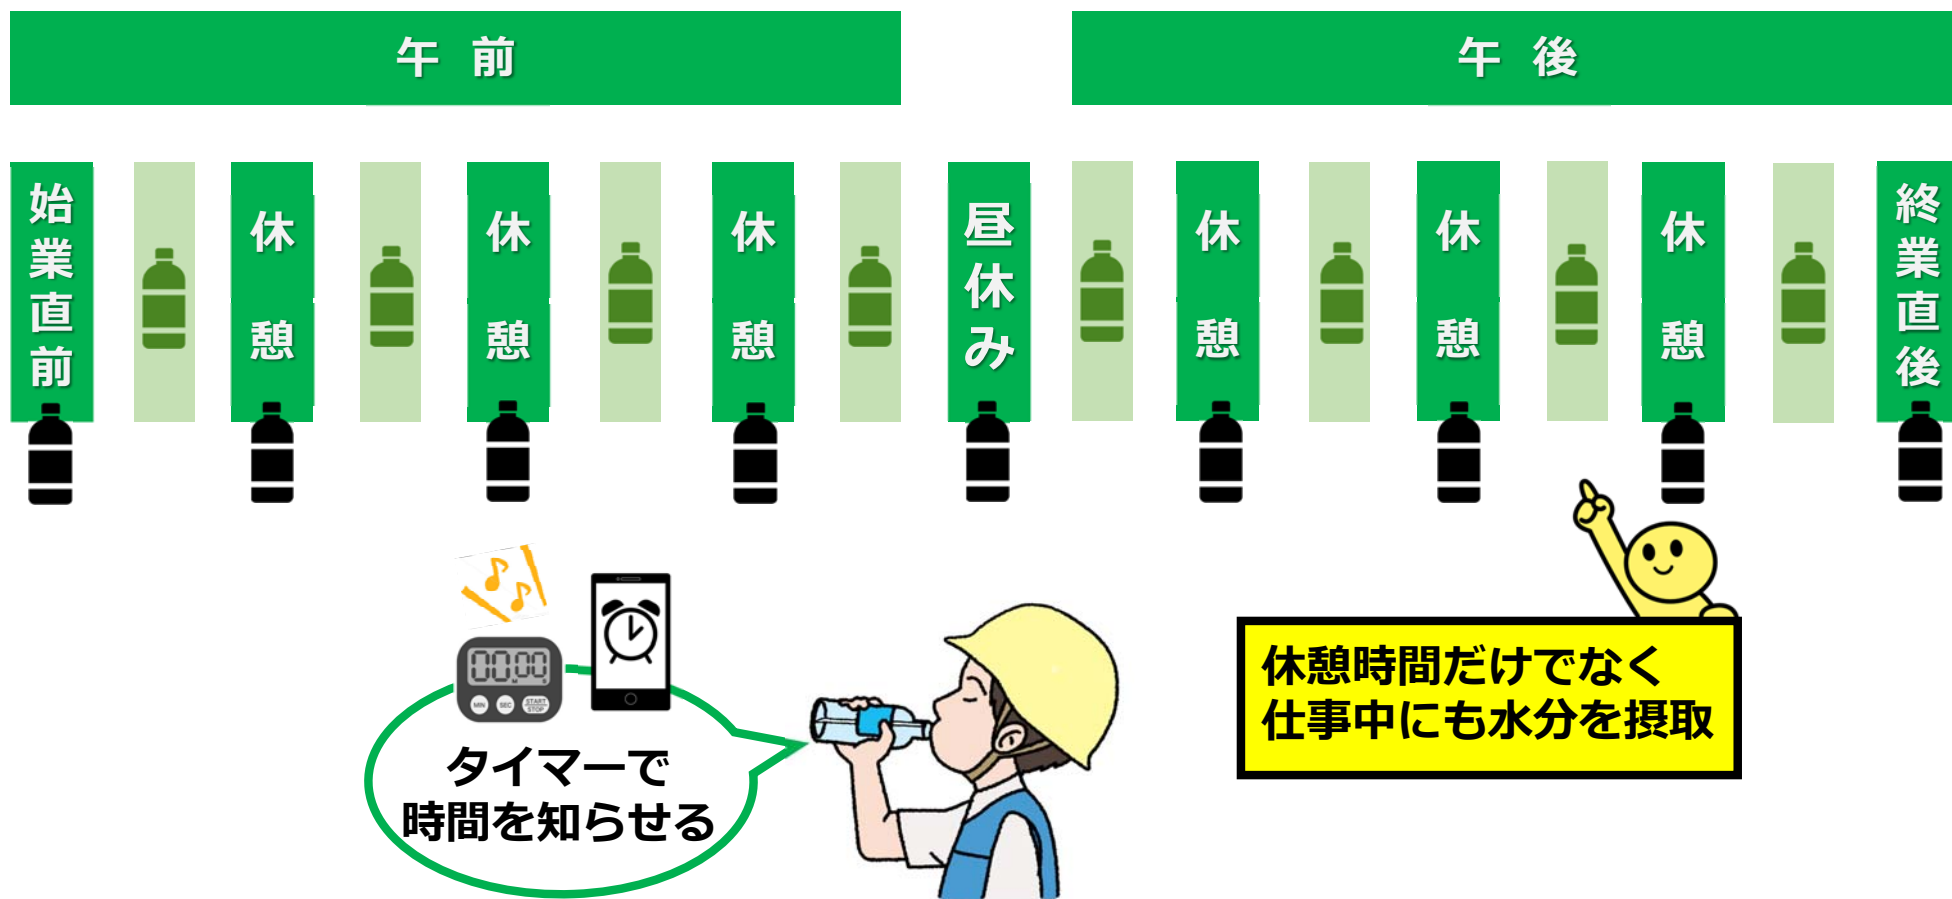 午 前
午 後
始業直前
休憩
休憩
休憩
昼休み
休憩
休憩
休憩
終業直後
00:00
MIN
SEC
START
STOP
タイマーで
時間を知らせる
休憩時間だけでなく
仕事中にも水分を摂取